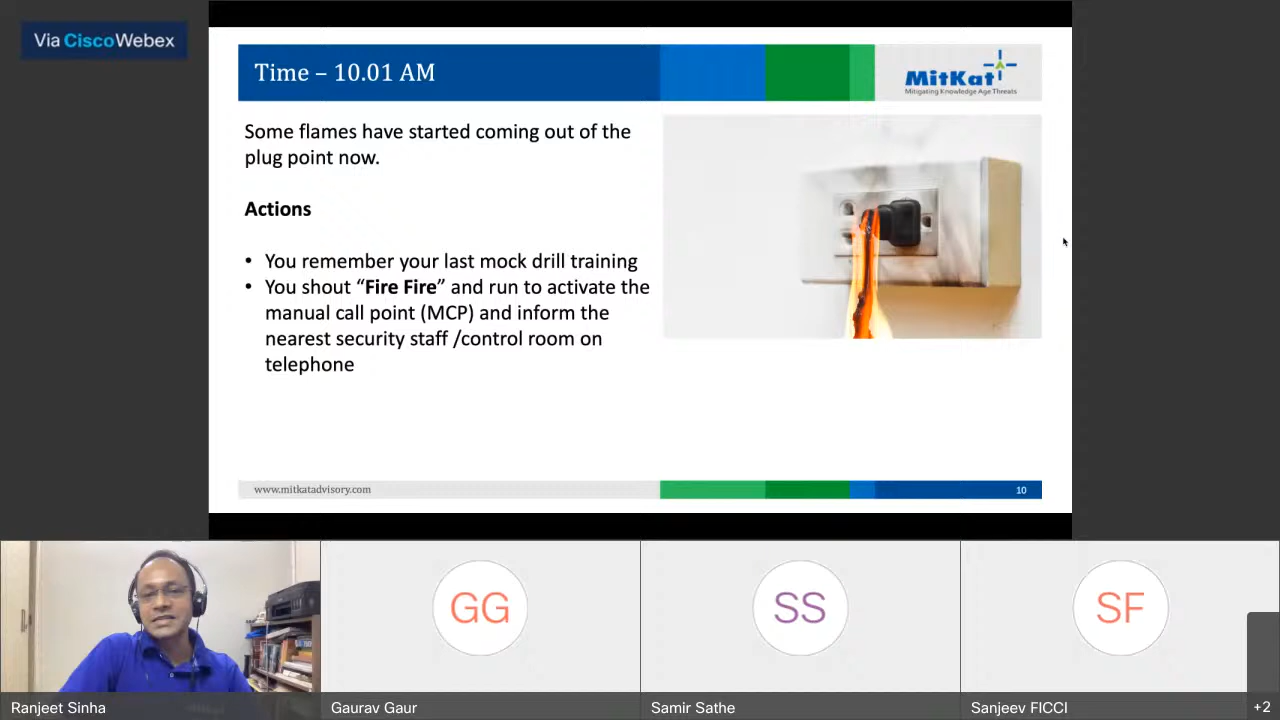 Via CiscoWebex
Time – 10.01 AM
MitKat
Mitigating Knowledge Age Threats
Some flames have started coming out of the
plug point now.
Actions
• You remember your last mock drill training
• You shout “Fire Fire” and run to activate the
manual call point (MCP) and inform the
nearest security staff /control room on
telephone
www.mitkatadvisory.com
10
GG
SS
SF
Ranjeet Sinha
Gaurav Gaur
Samir Sathe
Sanjeev FICCI
+2